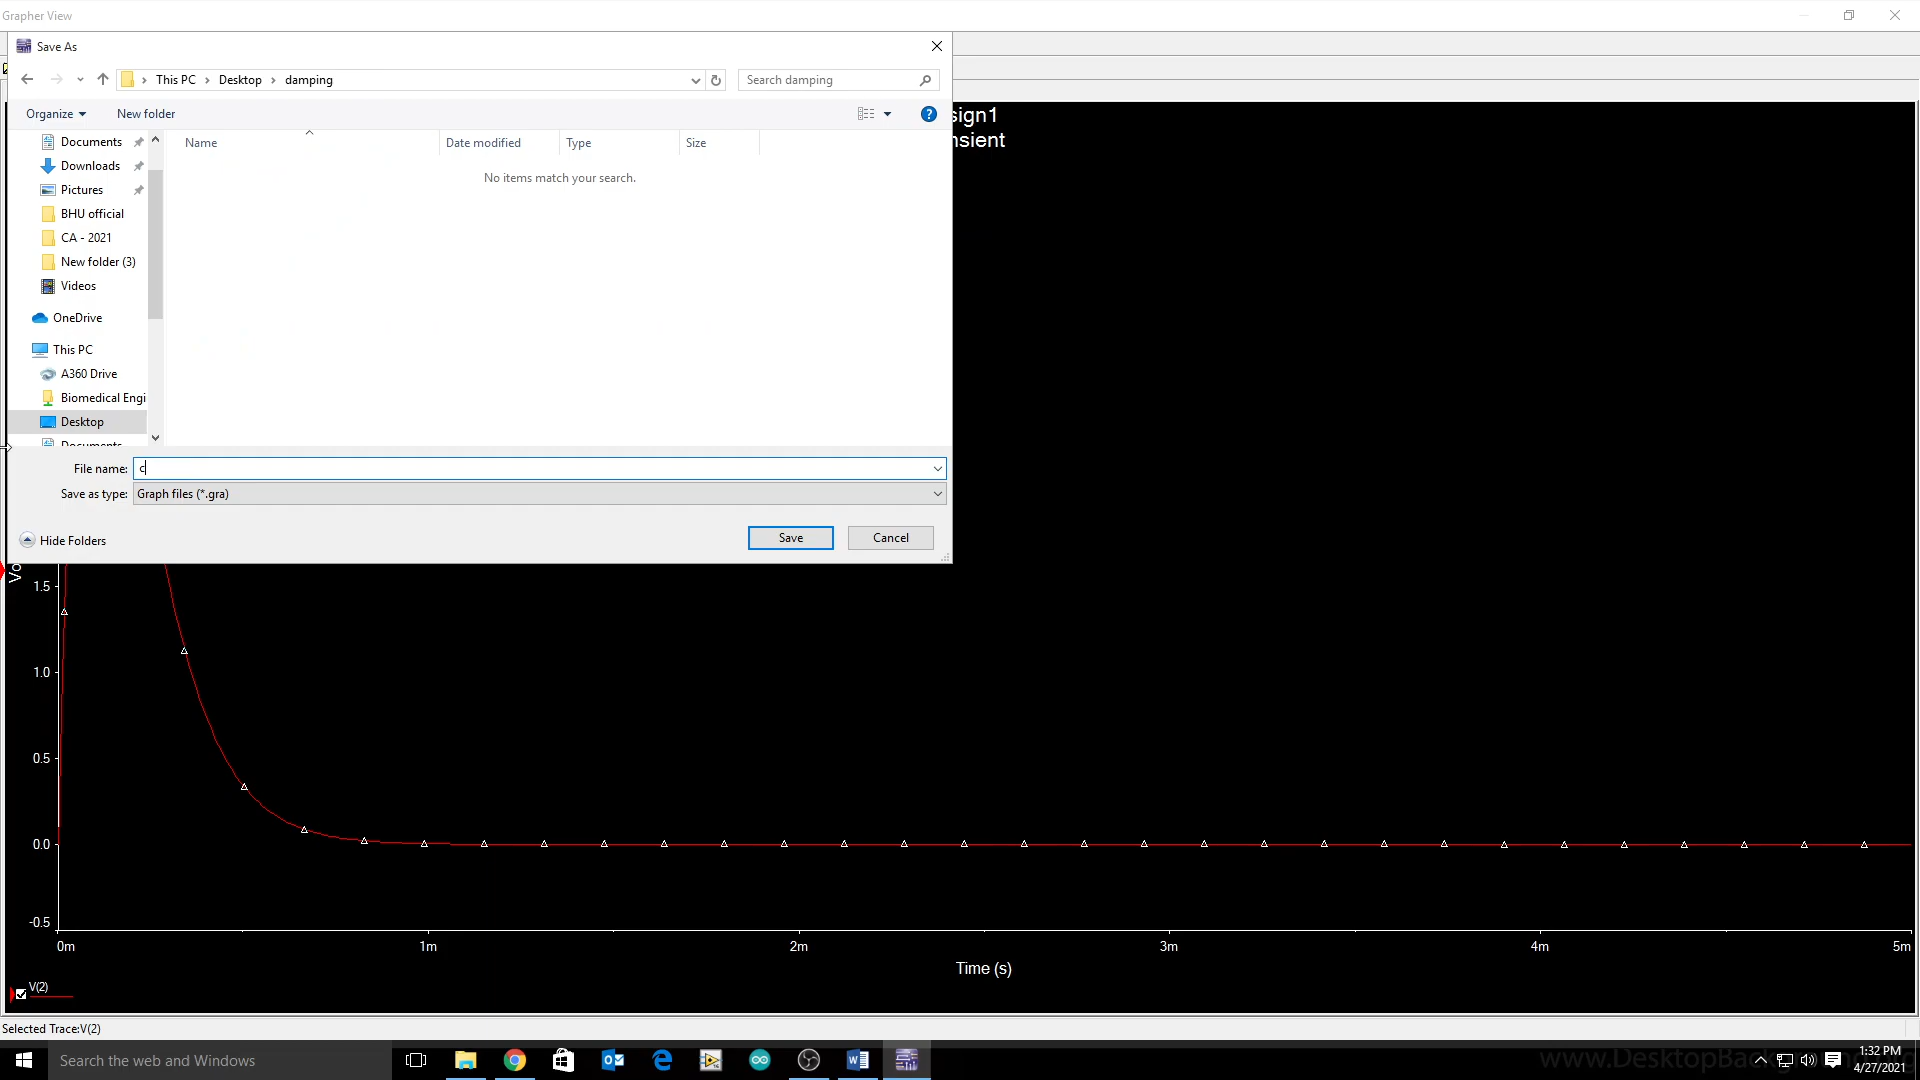 Grapher View
Save As
This PC
Desktop
damping
Search damping
Organize
New folder
Name
Date modified
Type
Size
No items match your search.
Documents
Downloads
Pictures
BHU official
CA - 2021
New folder (3)
Videos
OneDrive
This PC
A360 Drive
Biomedical Engi
Desktop
Documents
File name: c
Save as type: Graph files (*.gra)
Hide Folders
Save
Cancel
sign1
nsient
Vo
1.5
1.0
0.5
0.0
-0.5
0m
1m
2m
3m
4m
5m
Time (s)
V(2)
Selected Trace:V(2)
Search the web and Windows
1:32 PM
4/27/2021